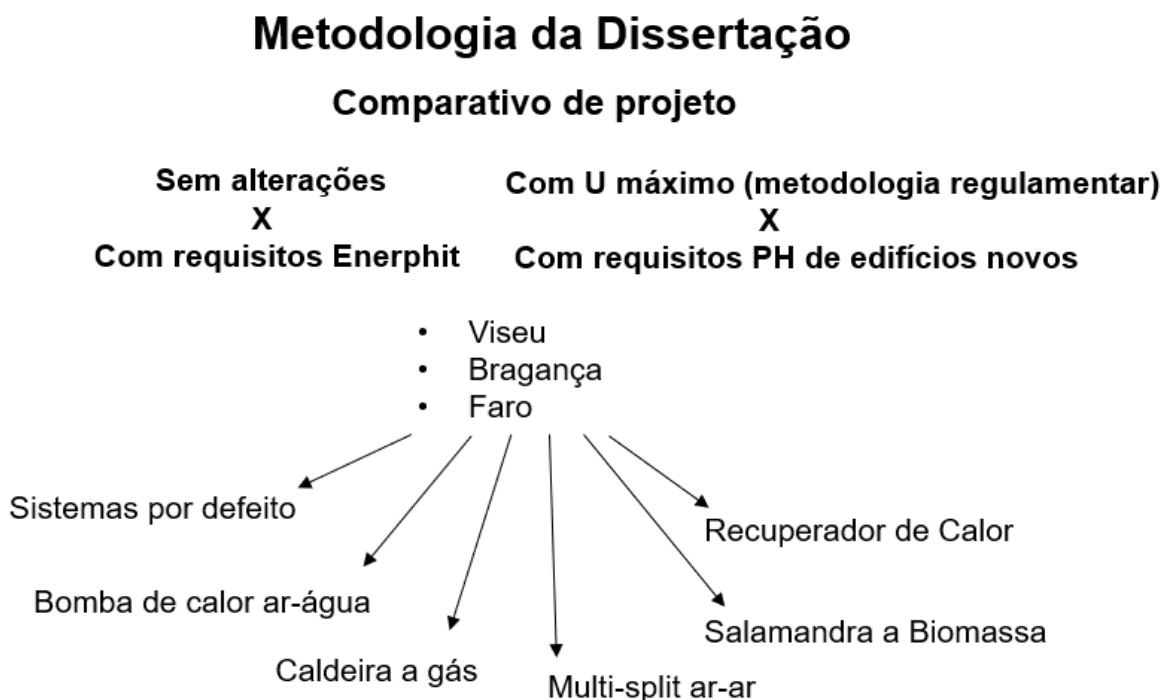 Metodologia da Dissertação
Comparativo de projeto
Sem alterações
X
Com requisitos Enerphit
Com U máximo (metodologia regulamentar)
X
Com requisitos PH de edifícios novos
• Viseu
• Bragança
• Faro
Sistemas por defeito
Bomba de calor ar-água
Caldeira a gás
Multi-split ar-ar
Salamandra a Biomassa
Recuperador de Calor